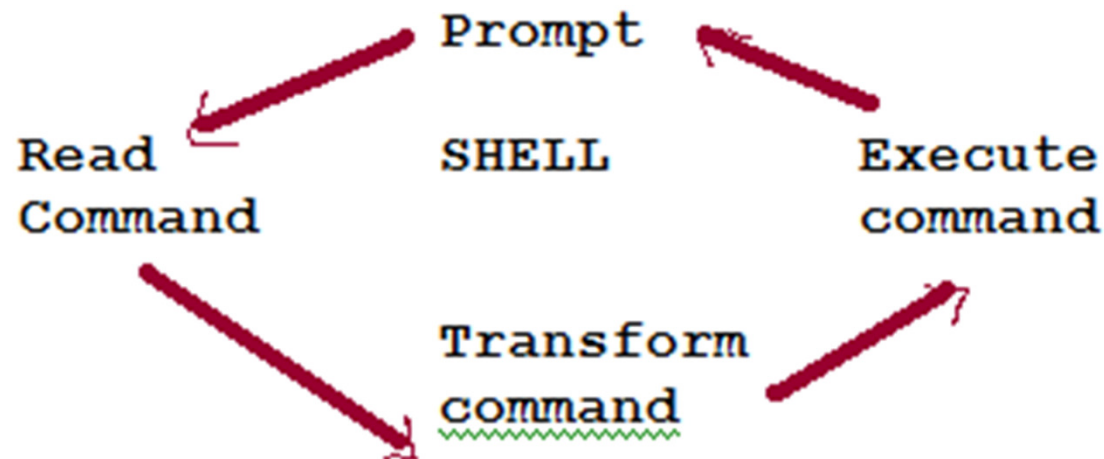 Prompt
Read
Command
SHELL
Execute
command
Transform
command